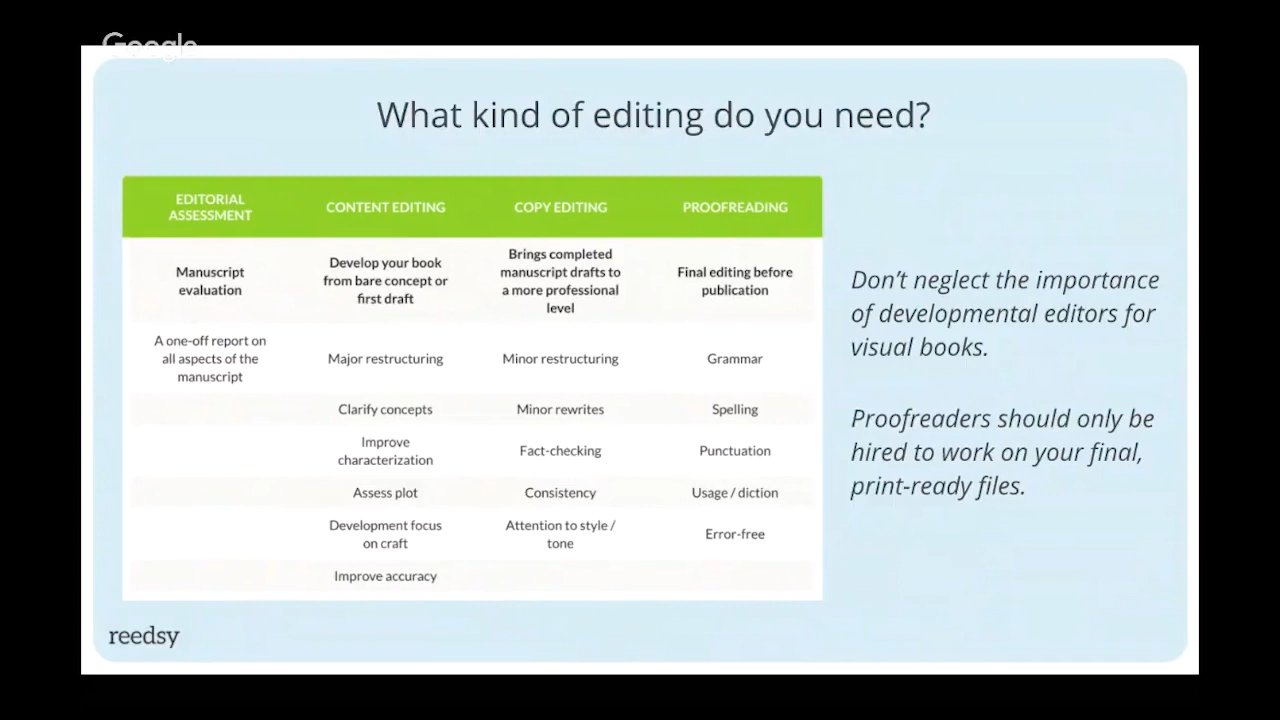 Google
What kind of editing do you need?
EDITORIAL
ASSESSMENT
CONTENT EDITING
COPY EDITING
PROOFREADING
Manuscript
evaluation
Develop your book
from bare concept or
first draft
Brings completed
manuscript drafts to
a more professional
level
Final editing before
publication
A one-off report on
all aspects of the
manuscript
Major restructuring
Minor restructuring
Grammar
Clarify concepts
Minor rewrites
Spelling
Improve
characterization
Fact-checking
Punctuation
Assess plot
Consistency
Usage / diction
Development focus
on craft
Attention to style /
tone
Error-free
Improve accuracy
Don’t neglect the importance
of developmental editors for
visual books.
Proofreaders should only be
hired to work on your final,
print-ready files.
reedsy